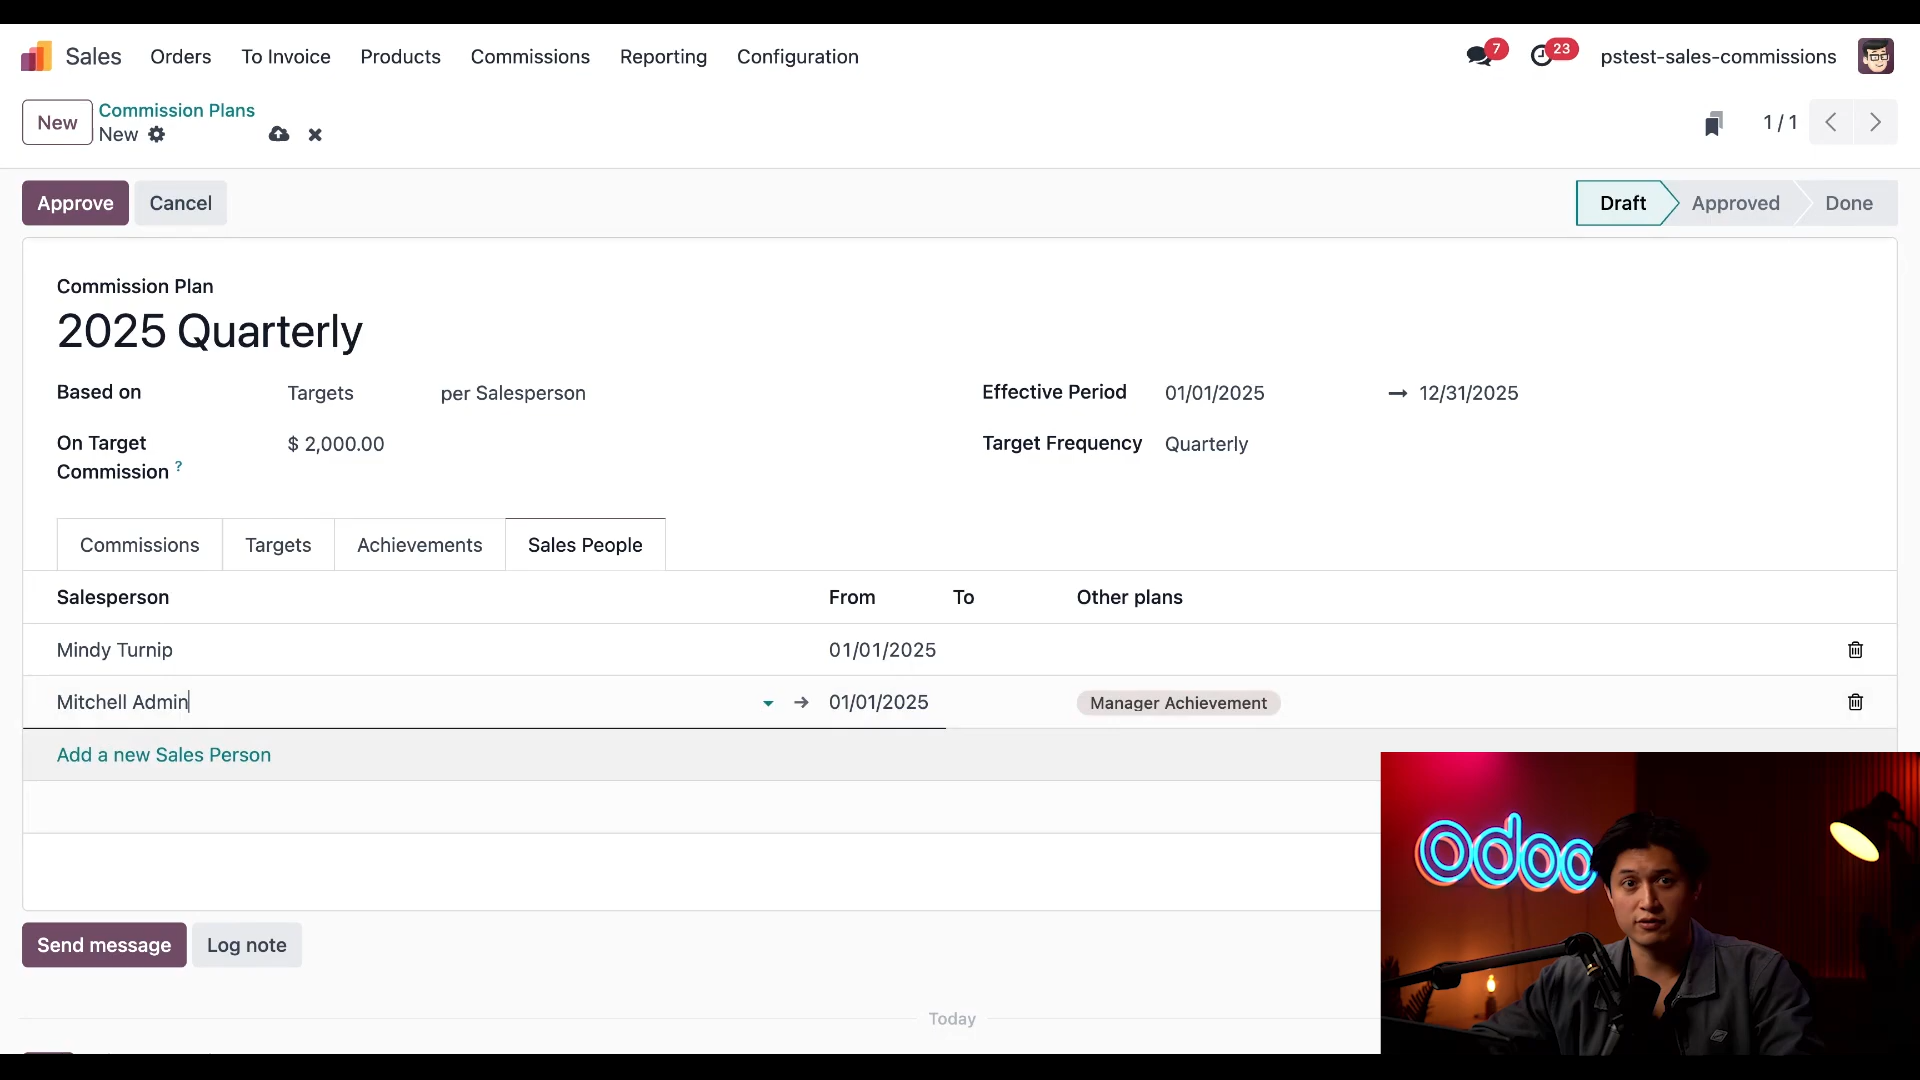 Sales Orders To Invoice Products Commissions Reporting Configuration 7 23 pstest-sales-commissions
New Commission Plans
New 1 / 1
Approve Cancel Draft Approved Done
Commission Plan
2025 Quarterly
Based on Targets per Salesperson Effective Period 01/01/2025 → 12/31/2025
On Target Commission ? $ 2,000.00 Target Frequency Quarterly
Commissions Targets Achievements Sales People
Salesperson From To Other plans
Mindy Turnip 01/01/2025
Mitchell Admin → 01/01/2025 Manager Achievement
Add a new Sales Person
odoo
Send message Log note
Today